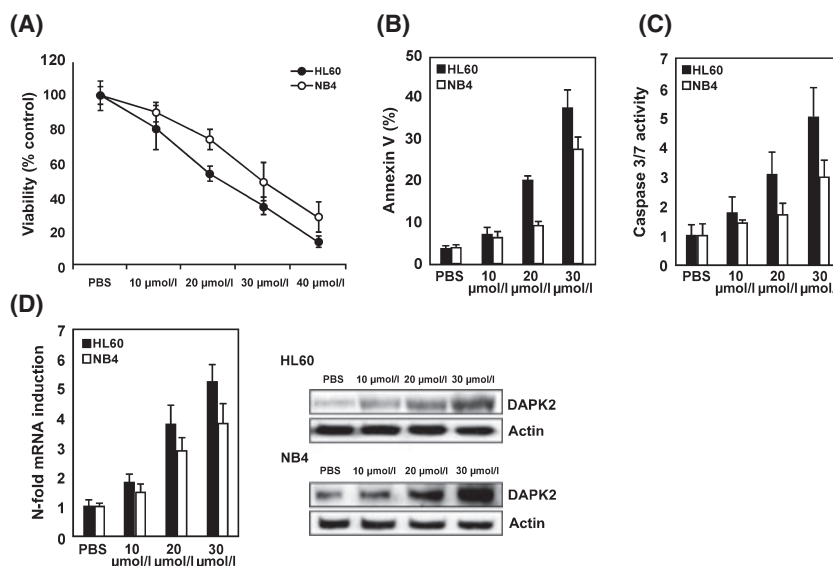 (A)
120
100
80
60
40
20
0
Viability (% control)
HL60
NB4
PBS 10 μmol/l 20 μmol/l 30 μmol/l 40 μmol/l
(B)
50
40
30
20
10
0
Annexin V (%)
HL60
NB4
PBS 10 20 30
μmol/l μmol/l μmol/l
(C)
7
6
5
4
3
2
1
0
Caspase 3/7 activity
HL60
NB4
PBS 10 20 30
μmol/l μmol/l μmol/
(D)
7
6
5
4
3
2
1
0
N-fold mRNA induction
HL60
NB4
PBS 10 20 30
μmol/l μmol/l μmol/l
HL60
PBS 10 μmol/l 20 μmol/l 30 μmol/l
DAPK2
Actin
NB4
PBS 10 μmol/l 20 μmol/l 30 μmol/l
DAPK2
Actin